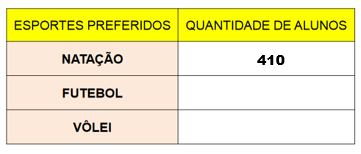 ESPORTES PREFERIDOS QUANTIDADE DE ALUNOS
NATAÇÃO 410
FUTEBOL
VÔLEI